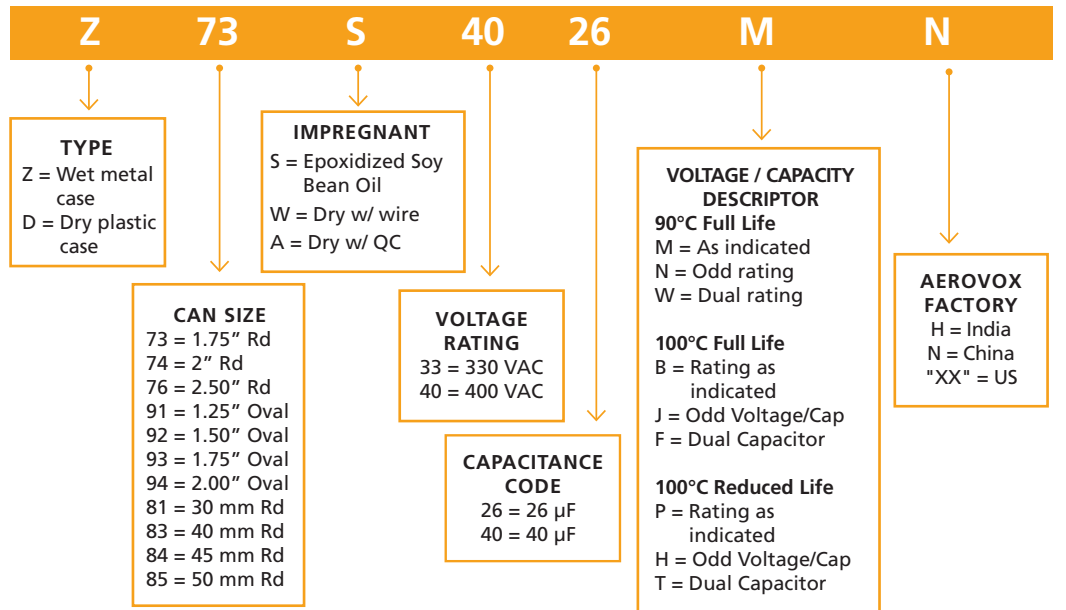 Z 73 S 40 26 M N
TYPE
Z = Wet metal
case
D = Dry plastic
case
CAN SIZE
73 = 1.75” Rd
74 = 2” Rd
76 = 2.50” Rd
91 = 1.25” Oval
92 = 1.50” Oval
93 = 1.75” Oval
94 = 2.00” Oval
81 = 30 mm Rd
83 = 40 mm Rd
84 = 45 mm Rd
85 = 50 mm Rd
IMPREGNANT
S = Epoxidized Soy
Bean Oil
W = Dry w/ wire
A = Dry w/ QC
VOLTAGE
RATING
33 = 330 VAC
40 = 400 VAC
CAPACITANCE
CODE
26 = 26 µF
40 = 40 µF
VOLTAGE / CAPACITY
DESCRIPTOR
90°C Full Life
M = As indicated
N = Odd rating
W = Dual rating
100°C Full Life
B = Rating as
indicated
J = Odd Voltage/Cap
F = Dual Capacitor
100°C Reduced Life
P = Rating as
indicated
H = Odd Voltage/Cap
T = Dual Capacitor
AEROVOX
FACTORY
H = India
N = China
"XX" = US